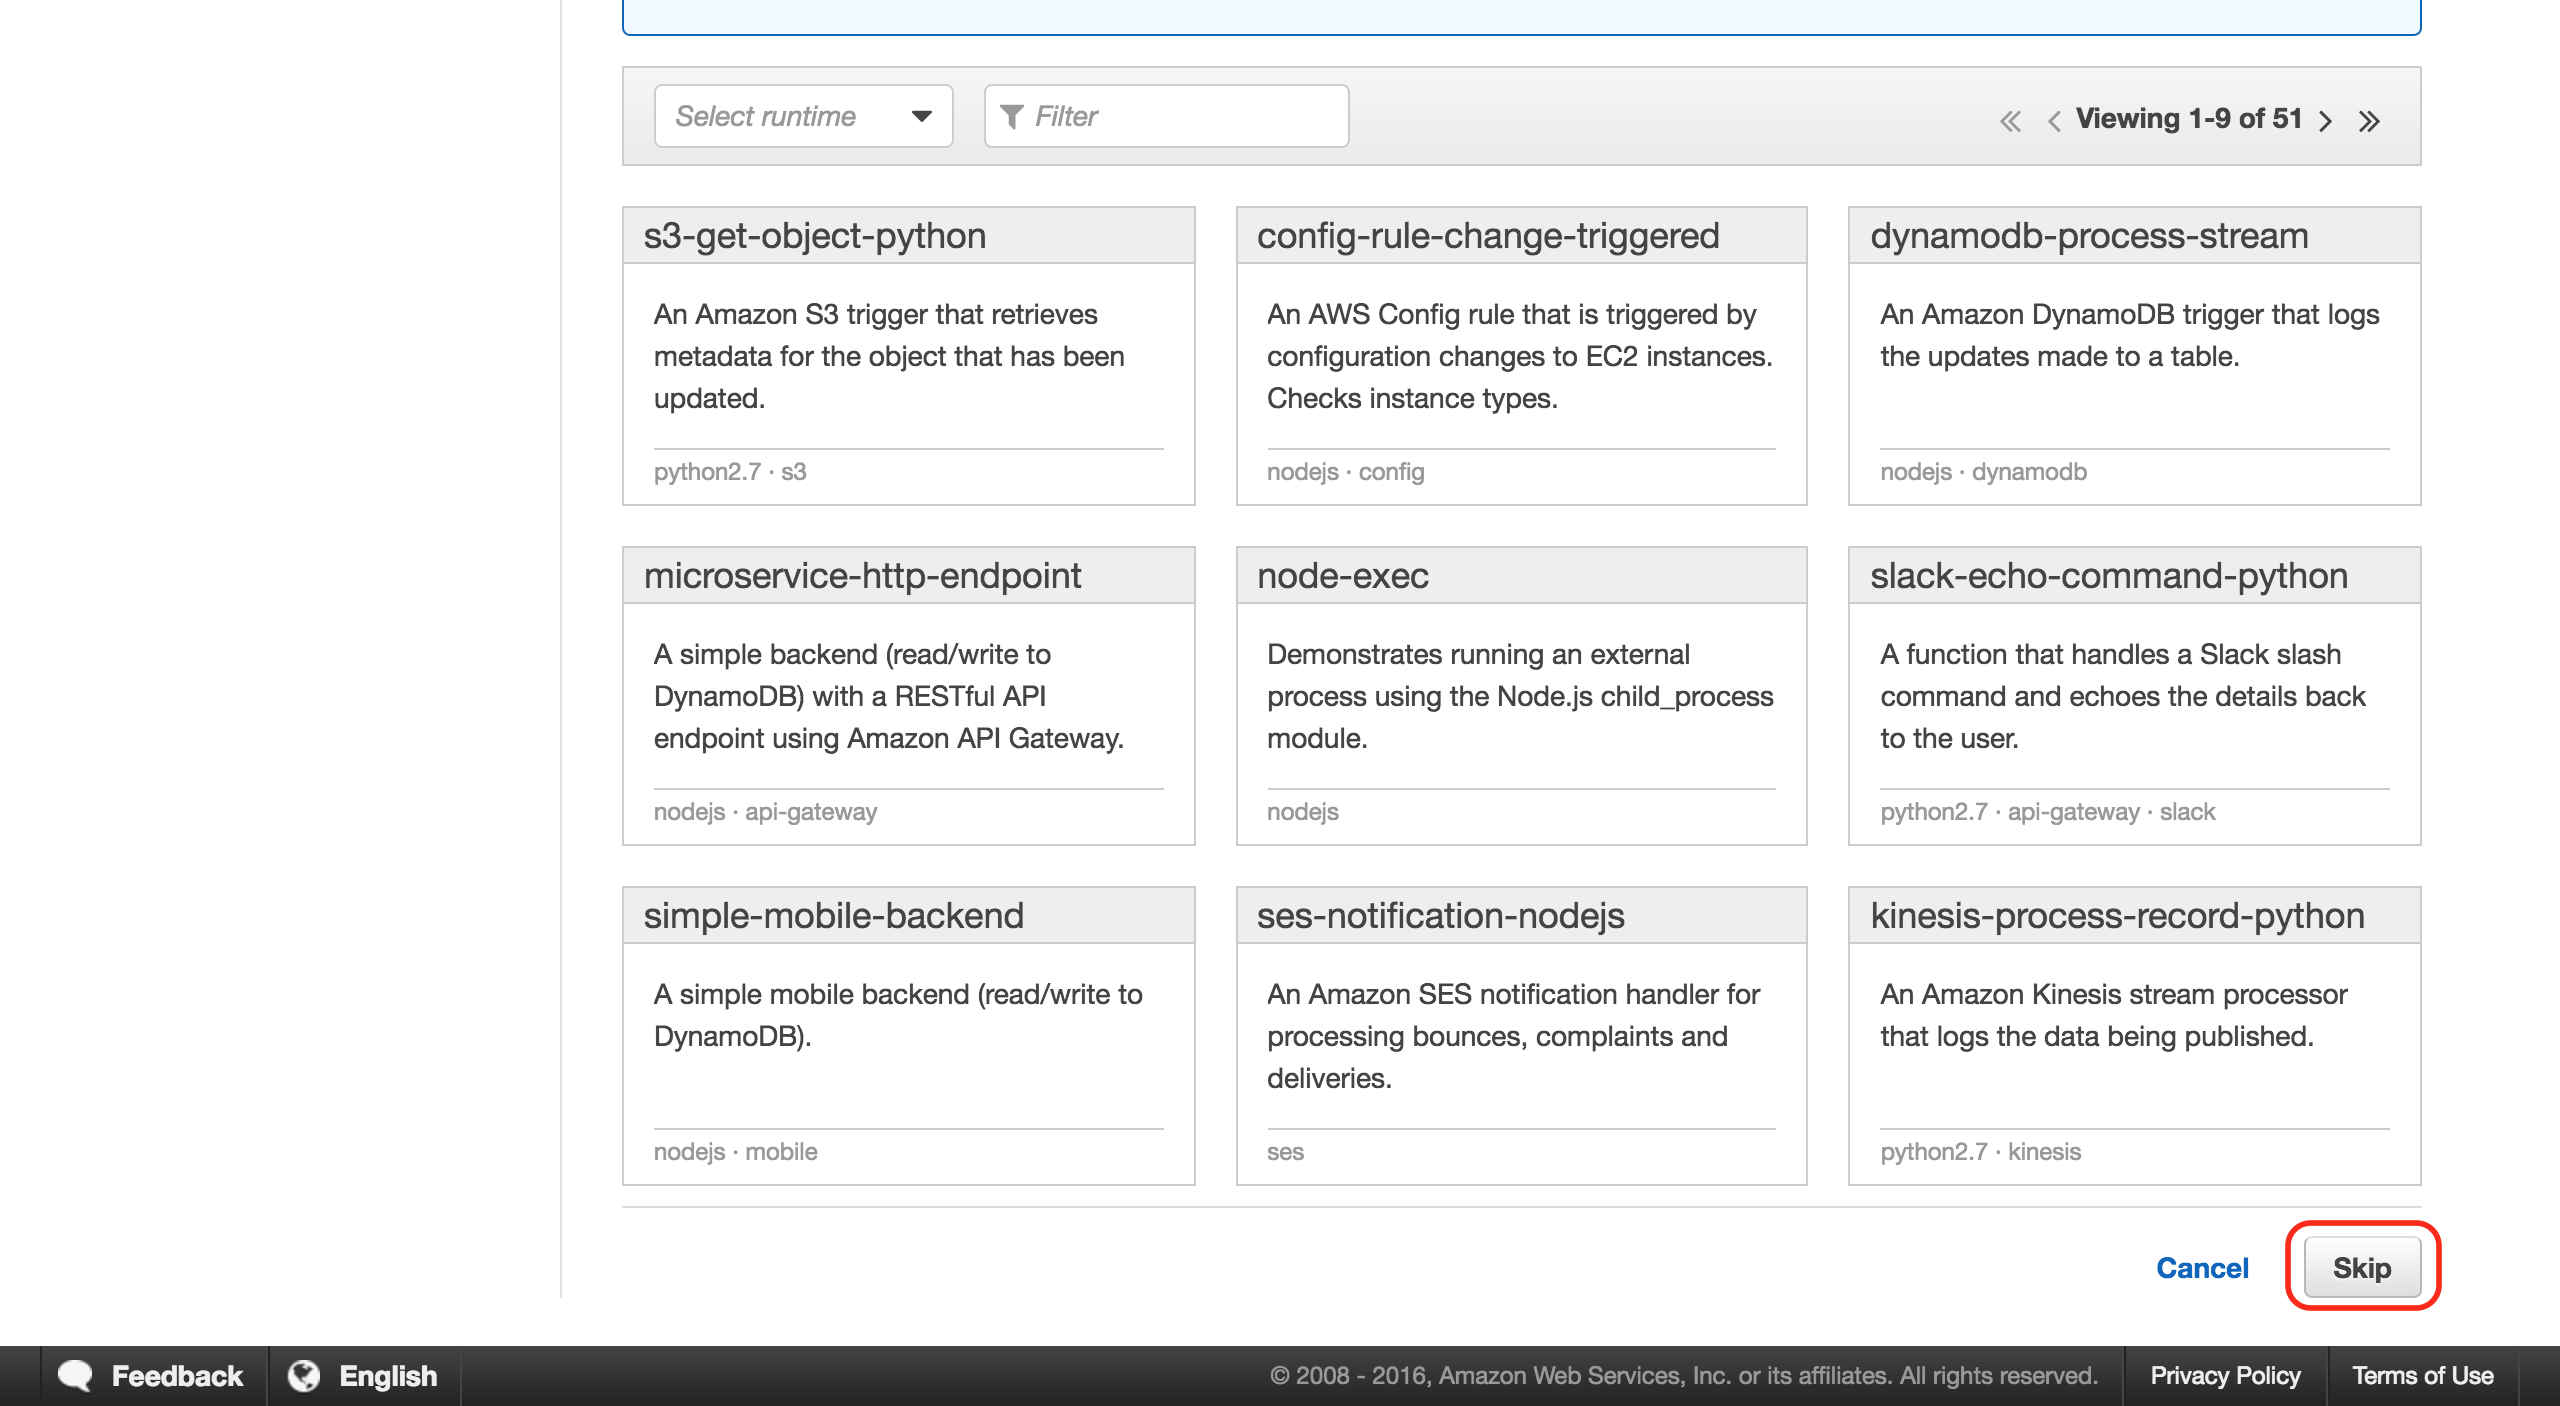 Select runtime
Filter
Viewing 1-9 of 51
s3-get-object-python
An Amazon S3 trigger that retrieves
metadata for the object that has been
updated.
python2.7 · s3
config-rule-change-triggered
An AWS Config rule that is triggered by
configuration changes to EC2 instances.
Checks instance types.
nodejs · config
dynamodb-process-stream
An Amazon DynamoDB trigger that logs
the updates made to a table.
nodejs · dynamodb
microservice-http-endpoint
A simple backend (read/write to
DynamoDB) with a RESTful API
endpoint using Amazon API Gateway.
nodejs · api-gateway
node-exec
Demonstrates running an external
process using the Node.js child_process
module.
nodejs
slack-echo-command-python
A function that handles a Slack slash
command and echoes the details back
to the user.
python2.7 · api-gateway · slack
simple-mobile-backend
A simple mobile backend (read/write to
DynamoDB).
nodejs · mobile
ses-notification-nodejs
An Amazon SES notification handler for
processing bounces, complaints and
deliveries.
ses
kinesis-process-record-python
An Amazon Kinesis stream processor
that logs the data being published.
python2.7 · kinesis
Cancel
Skip
Feedback
English
© 2008 - 2016, Amazon Web Services, Inc. or its affiliates. All rights reserved.
Privacy Policy
Terms of Use